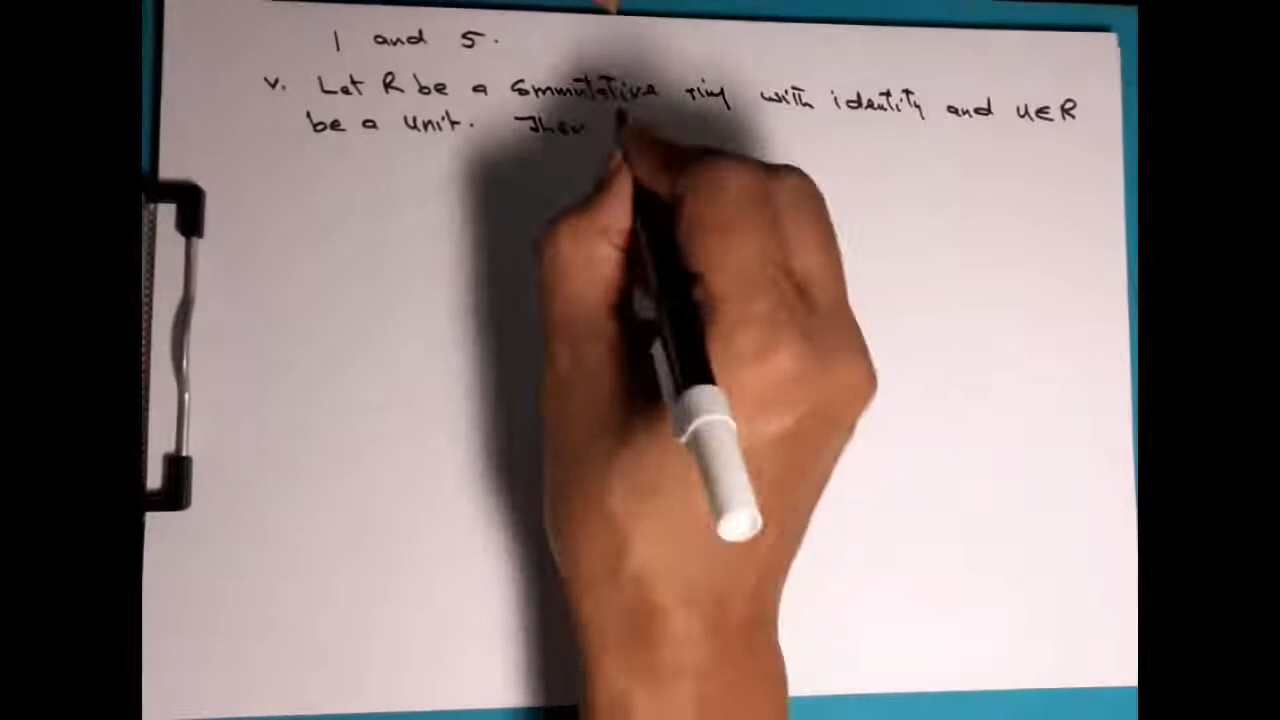 1 and 5.
v. Let R be a commutative ring with identity and u∈R
be a unit. Then